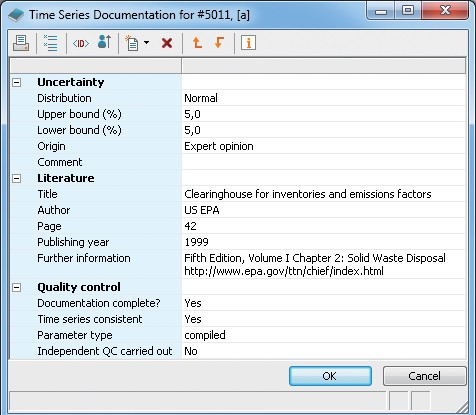 Time Series Documentation for #5011, [a]
<ID>
Uncertainty
Distribution Normal
Upper bound (%) 5,0
Lower bound (%) 5,0
Origin Expert opinion
Comment
Literature
Title Clearinghouse for inventories and emissions factors
Author US EPA
Page 42
Publishing year 1999
Further information Fifth Edition, Volume I Chapter 2: Solid Waste Disposal
http://www.epa.gov/ttn/chief/index.html
Quality control
Documentation complete? Yes
Time series consistent Yes
Parameter type compiled
Independent QC carried out No
OK Cancel